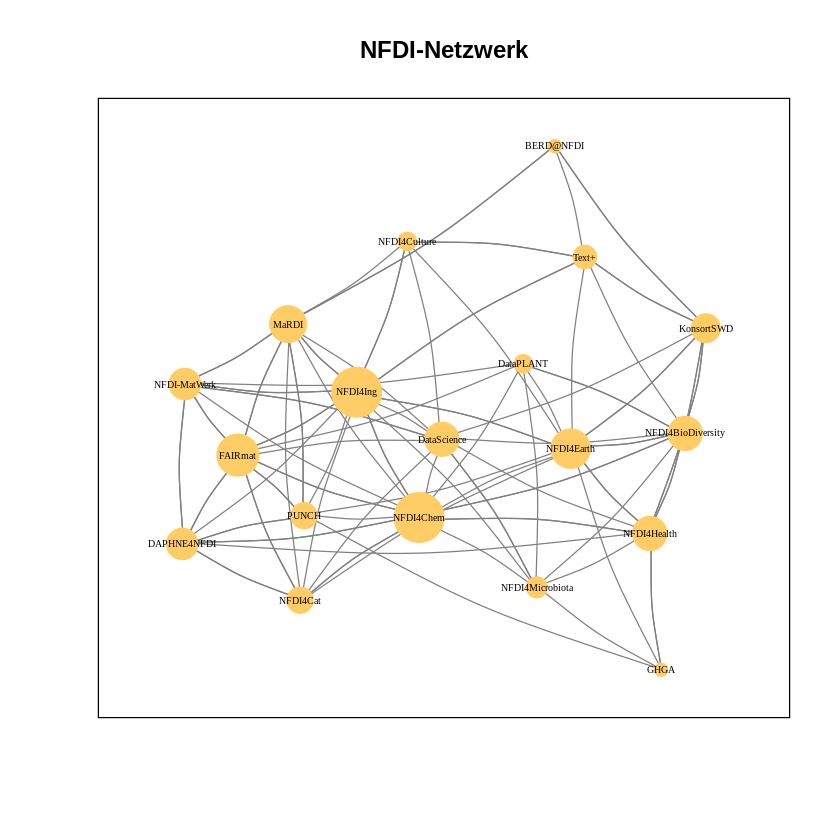 NFDI-Netzwerk
BERD@NFDI
NFDI4Culture
Text+
MaRDI
KonsortSWD
DataPLANT
NFDI-MatWerk
NFDI4Ing
NFDI4BioDiversity
DataScience
NFDI4Earth
FAIRmat
PUNCH
NFDI4Chem
NFDI4Health
DAPHNE4NFDI
NFDI4Microbiota
NFDI4Cat
GHGA